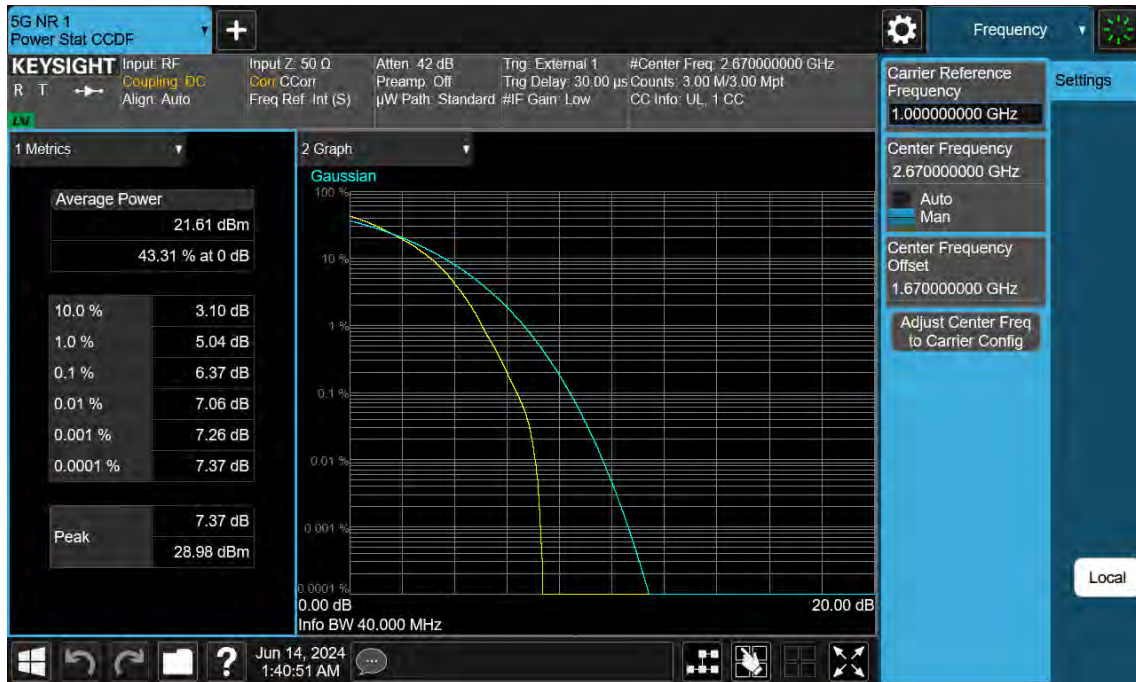 5G NR 1
Power Stat CCDF
+
Frequency
KEYSIGHT
R T
LXI
Input: RF
Coupling: DC
Align: Auto
Input Z: 50 Ω
Corr CCorr
Freq Ref: Int (S)
Atten: 42 dB
Preamp: Off
µW Path: Standard
Trig: External 1
Trig Delay: 30.00 µs
#IF Gain: Low
#Center Freq: 2.670000000 GHz
Counts: 3.00 M/3.00 Mpt
CC Info: UL, 1 CC
1 Metrics
Average Power
21.61 dBm
43.31 % at 0 dB
10.0 % 3.10 dB
1.0 % 5.04 dB
0.1 % 6.37 dB
0.01 % 7.06 dB
0.001 % 7.26 dB
0.0001 % 7.37 dB
Peak
7.37 dB
28.98 dBm
2 Graph
Gaussian
100 %
10 %
1 %
0.1 %
0.01 %
0.001 %
0.0001 %
0.00 dB 20.00 dB
Info BW 40.000 MHz
Carrier Reference
Frequency
1.000000000 GHz
Center Frequency
2.670000000 GHz
Auto
Man
Center Frequency
Offset
1.670000000 GHz
Adjust Center Freq
to Carrier Config
Settings
Local
?
Jun 14, 2024
1:40:51 AM